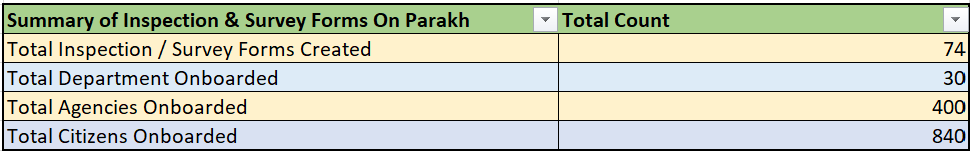 Summary of Inspection & Survey Forms On Parakh Total Count
Total Inspection / Survey Forms Created 74
Total Department Onboarded 30
Total Agencies Onboarded 400
Total Citizens Onboarded 840